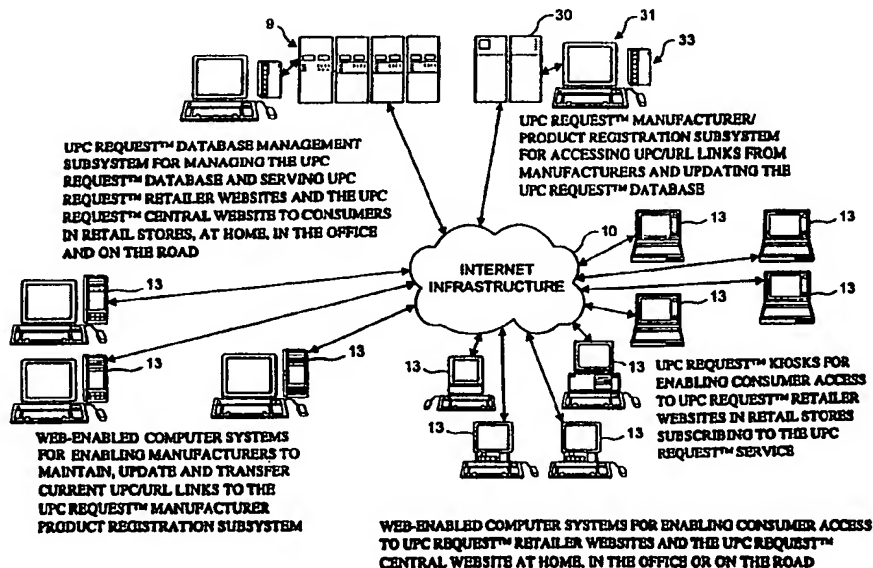 9
30
31
33
UPC REQUEST™ DATABASE MANAGEMENT
SUBSYSTEM FOR MANAGING THE UPC
REQUEST™ DATABASE AND SERVING UPC
REQUEST™ RETAILER WEBSITES AND THE UPC
REQUEST™ CENTRAL WEBSITE TO CONSUMERS
IN RETAIL STORES, AT HOME, IN THE OFFICE
AND ON THE ROAD
UPC REQUEST™ MANUFACTURER/
PRODUCT REGISTRATION SUBSYSTEM
FOR ACCESSING UPC/URL LINKS FROM
MANUFACTURERS AND UPDATING THE
UPC REQUEST™ DATABASE
10
INTERNET
INFRASTRUCTURE
13
13
13
13
13
13
13
13
13
13
13
WEB-ENABLED COMPUTER SYSTEMS
FOR ENABLING MANUFACTURERS TO
MAINTAIN, UPDATE AND TRANSFER
CURRENT UPC/URL LINKS TO THE
UPC REQUEST™ MANUFACTURER
PRODUCT REGISTRATION SUBSYSTEM
UPC REQUEST™ KIOSKS FOR
ENABLING CONSUMER ACCESS
TO UPC REQUEST™ RETAILER
WEBSITES IN RETAIL STORES
SUBSCRIBING TO THE UPC
REQUEST™ SERVICE
WEB-ENABLED COMPUTER SYSTEMS FOR ENABLING CONSUMER ACCESS
TO UPC REQUEST™ RETAILER WEBSITES AND THE UPC REQUEST™
CENTRAL WEBSITE AT HOME, IN THE OFFICE OR ON THE ROAD